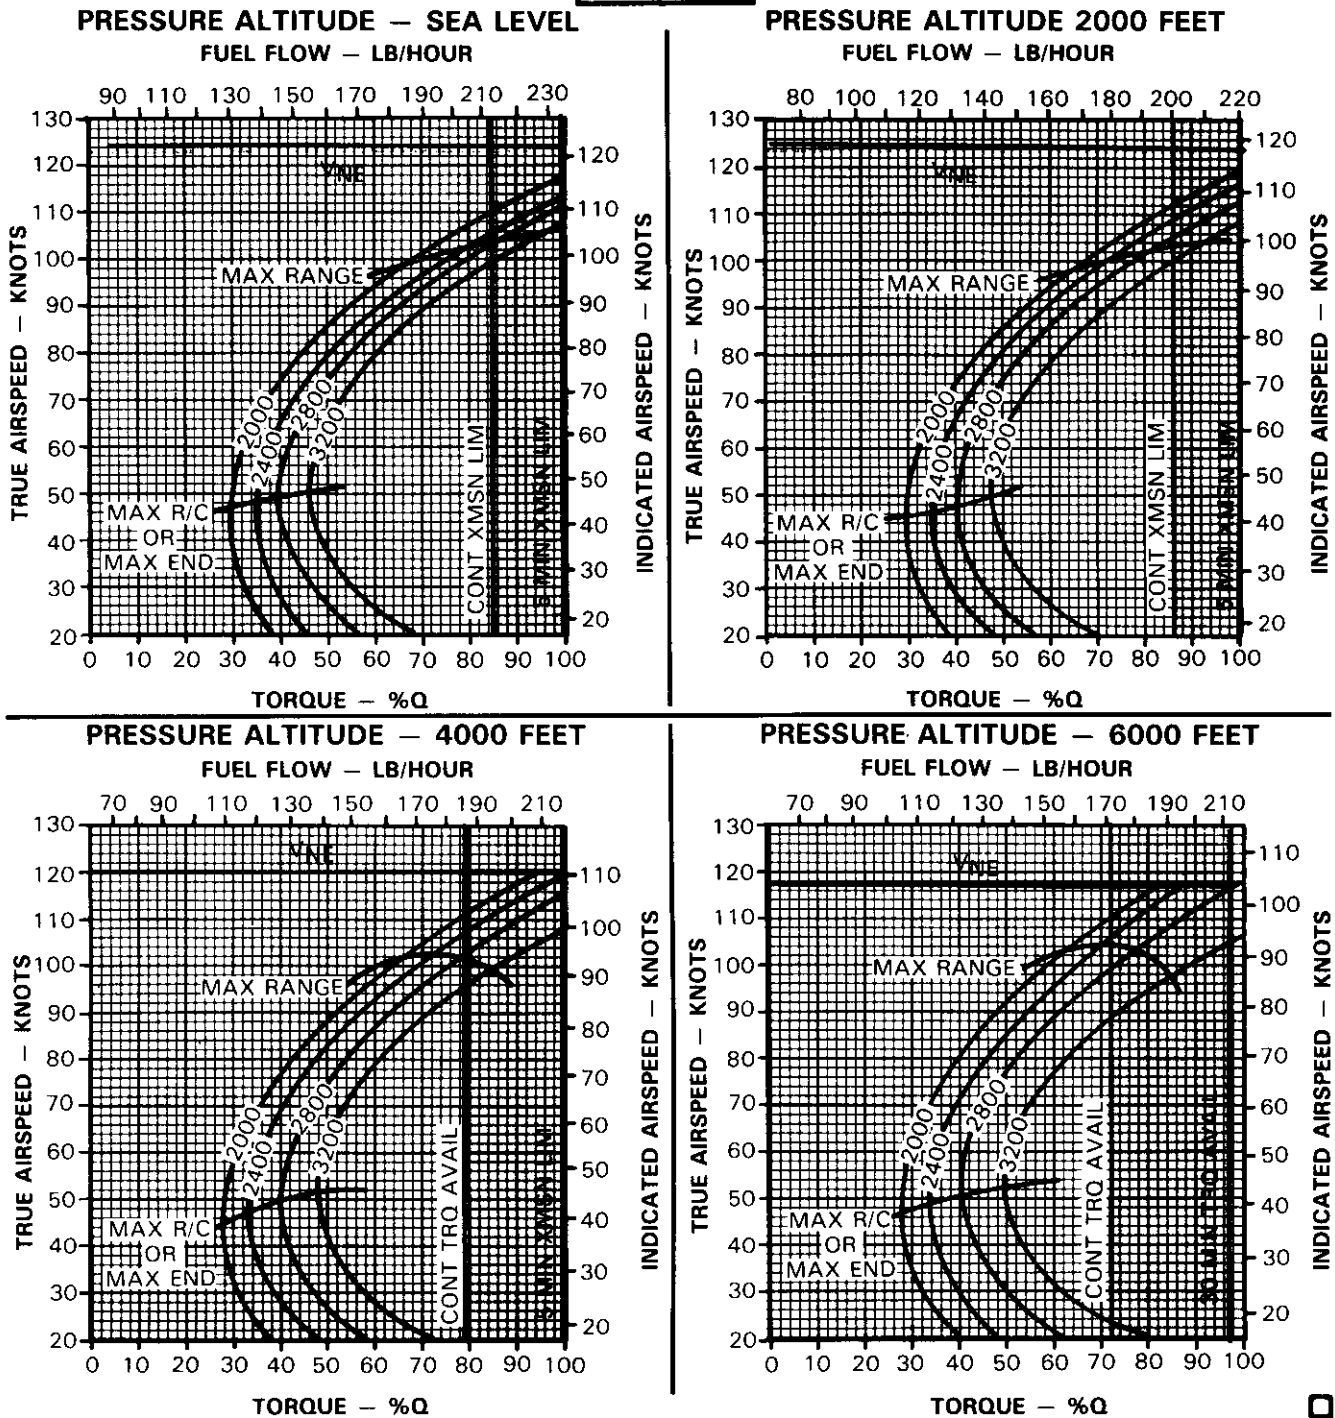 PRESSURE ALTITUDE – SEA LEVEL
FUEL FLOW – LB/HOUR
90 110 130 150 170 190 210 230
130
120
110
100
90
80
70
60
50
40
30
20
TRUE AIRSPEED – KNOTS
VNE
MAX RANGE
2000
2400
2800
3200
MAX R/C
OR
MAX END
CONT XMSN LIM
5 MIN XMSN LIM
120
110
100
90
80
70
60
50
40
30
20
INDICATED AIRSPEED – KNOTS
0 10 20 30 40 50 60 70 80 90 100
TORQUE – %Q
PRESSURE ALTITUDE 2000 FEET
FUEL FLOW – LB/HOUR
80 100 120 140 160 180 200 220
130
120
110
100
90
80
70
60
50
40
30
20
TRUE AIRSPEED – KNOTS
VNE
MAX RANGE
2000
2400
2800
3200
MAX R/C
OR
MAX END
CONT XMSN LIM
5 MIN XMSN LIM
120
110
100
90
80
70
60
50
40
30
20
INDICATED AIRSPEED – KNOTS
0 10 20 30 40 50 60 70 80 90 100
TORQUE – %Q
PRESSURE ALTITUDE – 4000 FEET
FUEL FLOW – LB/HOUR
70 90 110 130 150 170 190 210
130
120
110
100
90
80
70
60
50
40
30
20
TRUE AIRSPEED – KNOTS
VNE
MAX RANGE
2000
2400
2800
3200
MAX R/C
OR
MAX END
CONT TRQ AVAIL
5 MIN XMSN LIM
110
100
90
80
70
60
50
40
30
20
INDICATED AIRSPEED – KNOTS
0 10 20 30 40 50 60 70 80 90 100
TORQUE – %Q
PRESSURE ALTITUDE – 6000 FEET
FUEL FLOW – LB/HOUR
70 90 110 130 150 170 190 210
130
120
110
100
90
80
70
60
50
40
30
20
TRUE AIRSPEED – KNOTS
VNE
MAX RANGE
2000
2400
2800
3200
MAX R/C
OR
MAX END
CONT TRQ AVAIL
30 MIN TRQ AVAIL
110
100
90
80
70
60
50
40
30
20
INDICATED AIRSPEED – KNOTS
0 10 20 30 40 50 60 70 80 90 100
TORQUE – %Q